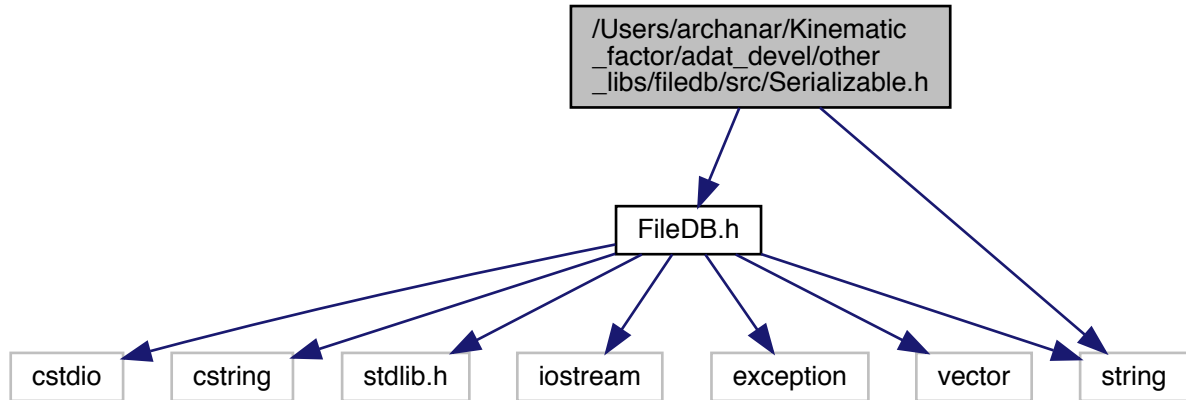 /Users/archanar/Kinematic
_factor/adat_devel/other
_libs/filedb/src/Serializable.h
FileDB.h
cstdio
cstring
stdlib.h
iostream
exception
vector
string